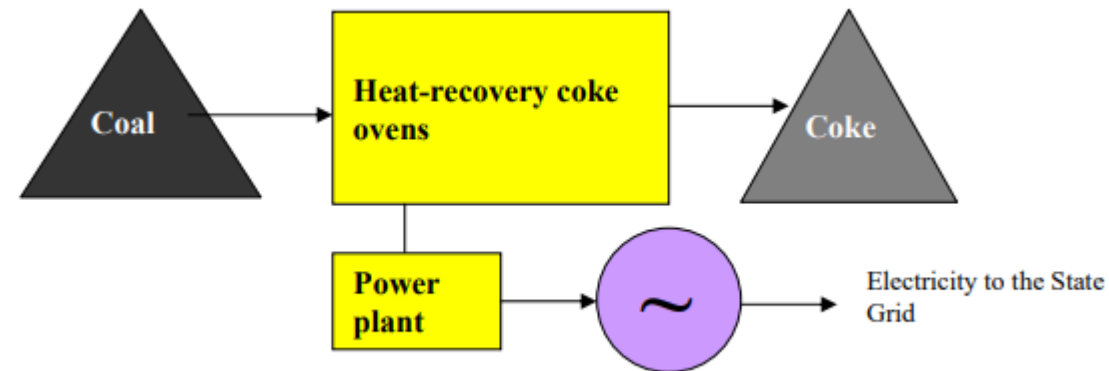 Coal
Heat-recovery coke
ovens
Coke
Power
plant
~
Electricity to the State
Grid